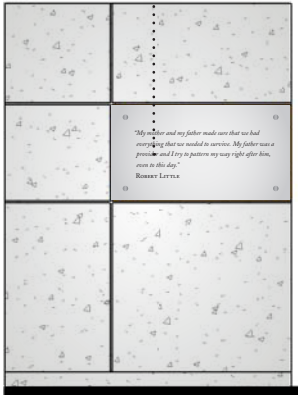 "My mother and my father made sure that we had
everything that we needed to survive. My father was a
provider and I try to pattern my way right after him,
even to this day."
ROBERT LITTLE